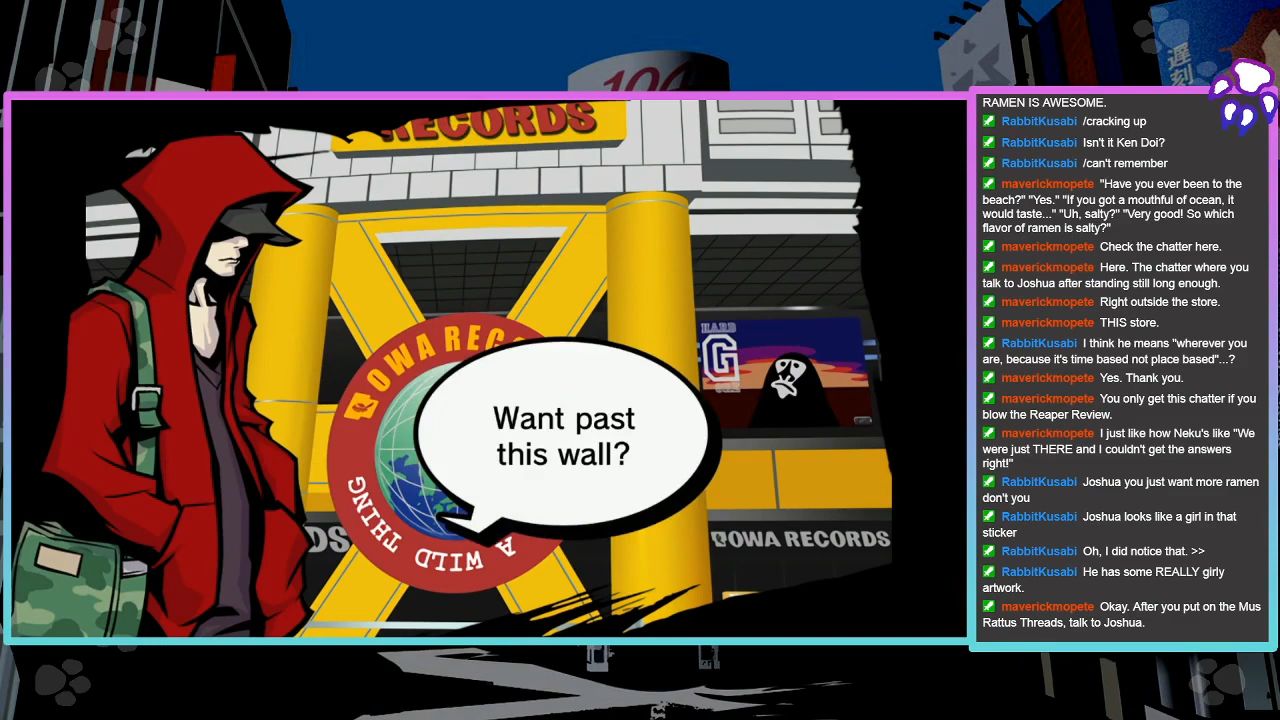 106
遅
刻
RECORDS
HARD
G
OWA RECO
A WILD THING
DS
OWA RECORDS
Want past
this wall?
RAMEN IS AWESOME.
RabbitKusabi /cracking up
RabbitKusabi Isn't it Ken Doi?
RabbitKusabi /can't remember
maverickmopete "Have you ever been to the
beach?" "Yes." "If you got a mouthful of ocean, it
would taste..." "Uh, salty?" "Very good! So which
flavor of ramen is salty?"
maverickmopete Check the chatter here.
maverickmopete Here. The chatter where you
talk to Joshua after standing still long enough.
maverickmopete Right outside the store.
maverickmopete THIS store.
RabbitKusabi I think he means "wherever you
are, because it's time based not place based"...?
maverickmopete Yes. Thank you.
maverickmopete You only get this chatter if you
blow the Reaper Review.
maverickmopete I just like how Neku's like "We
were just THERE and I couldn't get the answers
right!"
RabbitKusabi Joshua you just want more ramen
don't you
RabbitKusabi Joshua looks like a girl in that
sticker
RabbitKusabi Oh, I did notice that. >>
RabbitKusabi He has some REALLY girly
artwork.
maverickmopete Okay. After you put on the Mus
Rattus Threads, talk to Joshua.